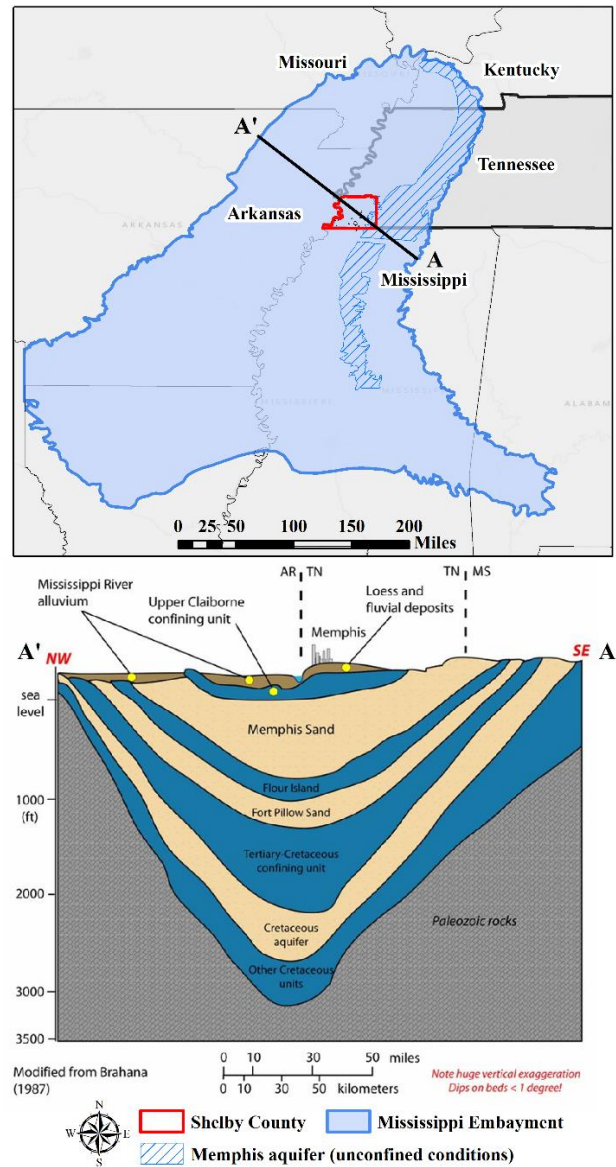 Missouri
Kentucky
A'
Tennessee
ARKANSAS
Arkansas
A
Mississippi
MISSISSIPPI
ALABAMA
0 25 50 100 150 200
Miles
AR TN
TN MS
Mississippi River
alluvium
Upper Claiborne
confining unit
Memphis
Loess and
fluvial deposits
A' NW
SE A
sea
level
Memphis Sand
Flour Island
1000
(ft)
Fort Pillow Sand
Tertiary-Cretaceous
confining unit
2000
Cretaceous
aquifer
Paleozoic rocks
Other Cretaceous
units
3000
3500
Modified from Brahana
(1987)
0 10 30 50 miles
0 10 30 50 kilometers
Note huge vertical exaggeration
Dips on beds < 1 degree!
N
W E
S
Shelby County
Mississippi Embayment
Memphis aquifer (unconfined conditions)